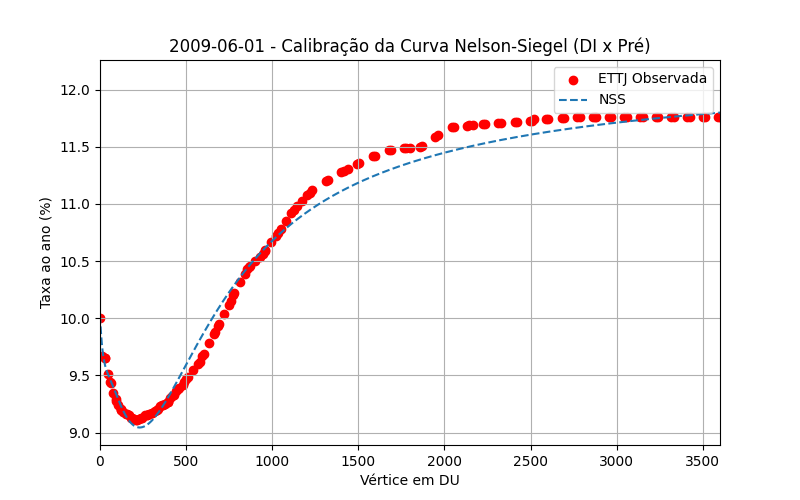 2009-06-01 - Calibração da Curva Nelson-Siegel (DI x Pré)
ETTJ Observada
NSS
Taxa ao ano (%)
12.0
11.5
11.0
10.5
10.0
9.5
9.0
0 500 1000 1500 2000 2500 3000 3500
Vértice em DU